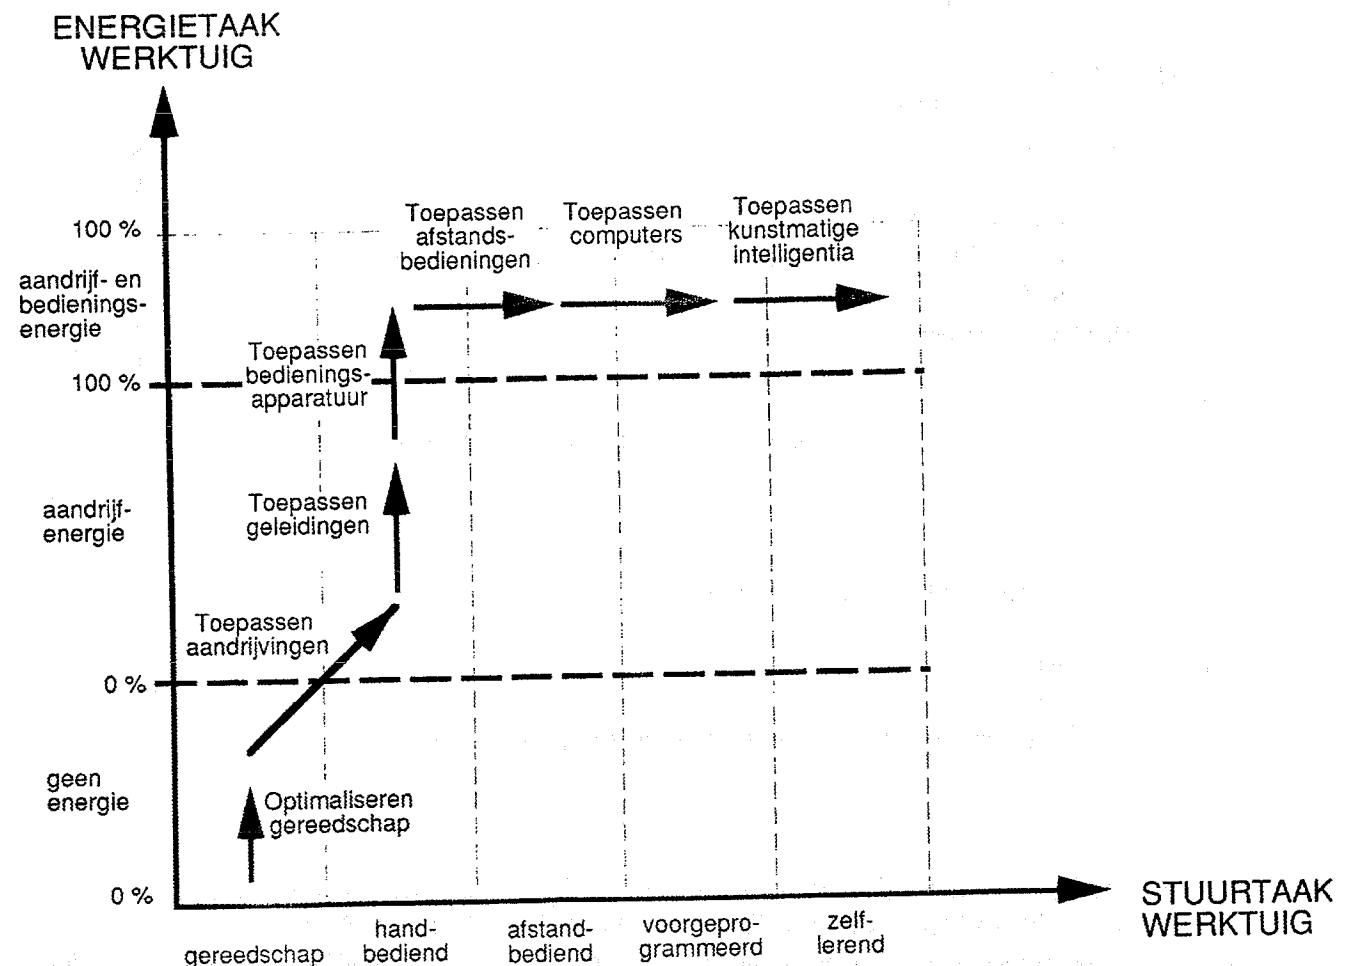 ENERGIETAAK
WERKTUIG
100 %
aandrijf- en
bedienings-
energie
100 %
aandrijf-
energie
0 %
geen
energie
0 %
Toepassen
afstands-
bedieningen
Toepassen
computers
Toepassen
kunstmatige
intelligentia
Toepassen
bedienings-
apparatuur
Toepassen
geleidingen
Toepassen
aandrijvingen
Optimaliseren
gereedschap
gereedschap
hand-
bediend
afstand-
bediend
voorgepro-
grammeerd
zelf-
lerend
STUURTAAK
WERKTUIG